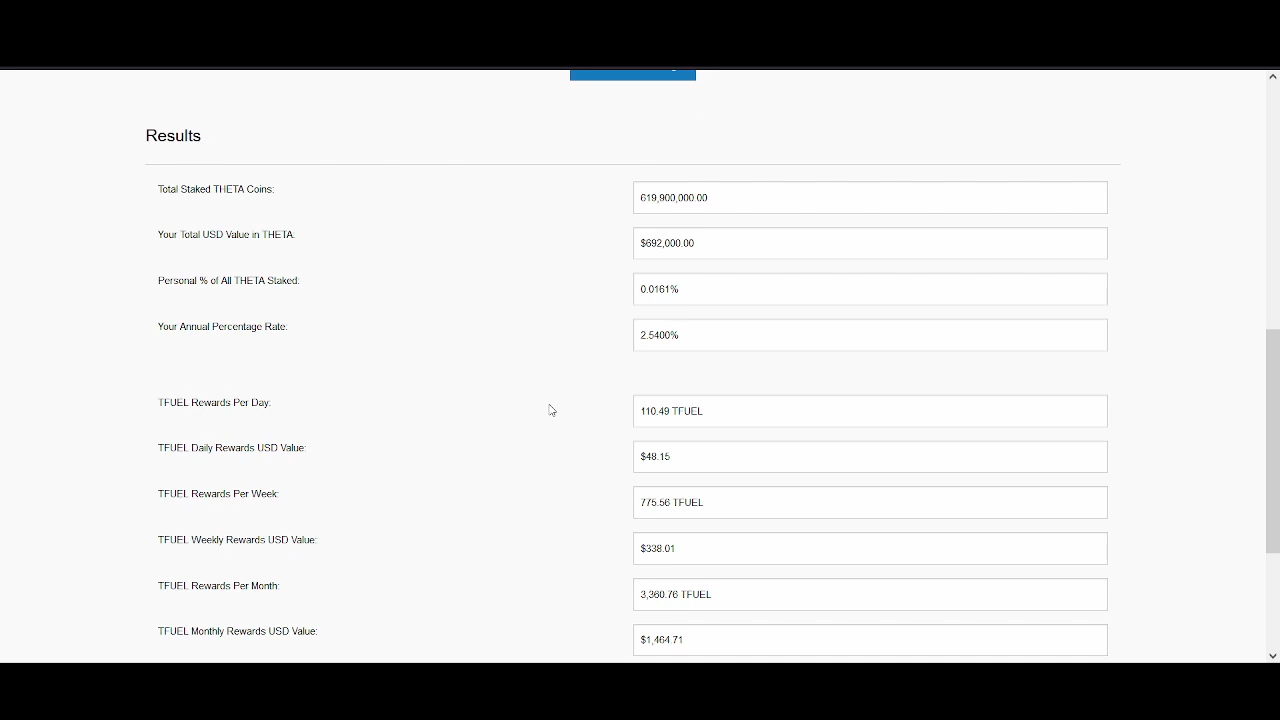 Results
Total Staked THETA Coins:
619,900,000.00
Your Total USD Value in THETA:
$692,000.00
Personal % of All THETA Staked:
0.0161%
Your Annual Percentage Rate:
2.5400%
TFUEL Rewards Per Day:
110.49 TFUEL
TFUEL Daily Rewards USD Value:
$48.15
TFUEL Rewards Per Week:
775.56 TFUEL
TFUEL Weekly Rewards USD Value:
$338.01
TFUEL Rewards Per Month:
3,360.76 TFUEL
TFUEL Monthly Rewards USD Value:
$1,464.71